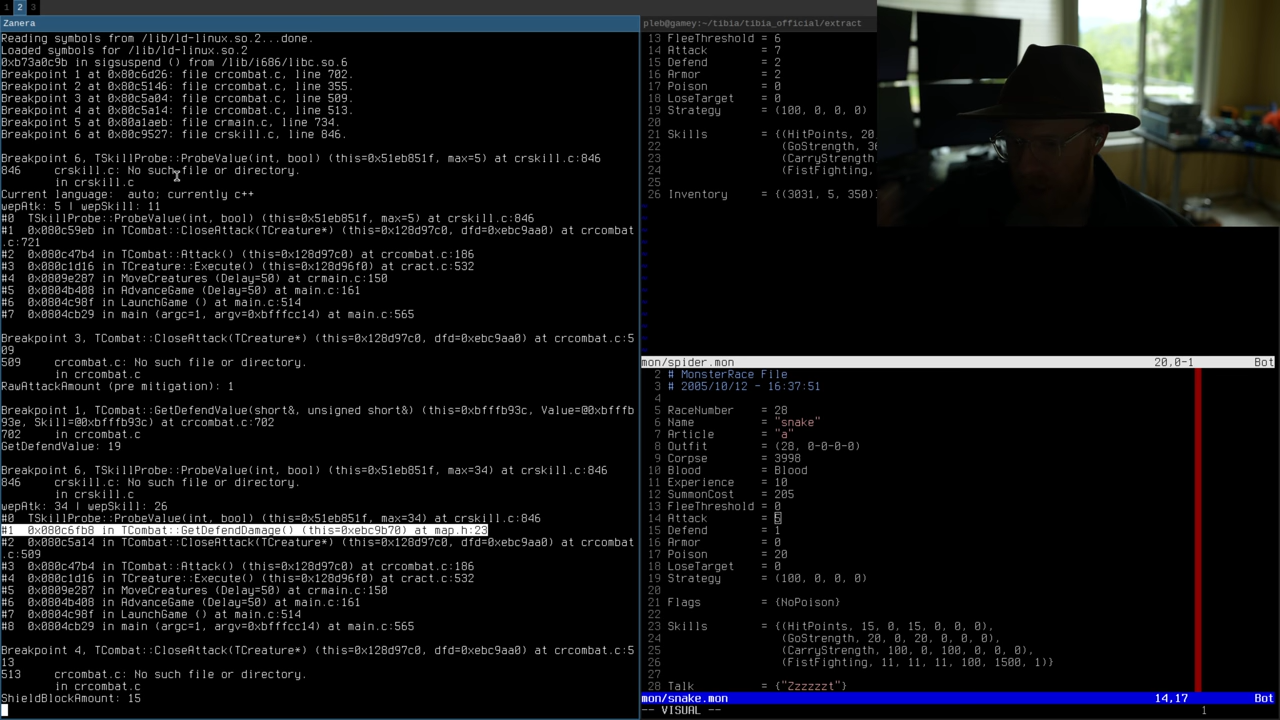 1 2 3
Zanera
Reading symbols from /lib/ld-linux.so.2...done.
Loaded symbols for /lib/ld-linux.so.2
0xb73a0c9b in sigsuspend () from /lib/i686/libc.so.6
Breakpoint 1 at 0x80c6d26: file crcombat.c, line 702.
Breakpoint 2 at 0x80c5146: file crcombat.c, line 355.
Breakpoint 3 at 0x80c5a04: file crcombat.c, line 509.
Breakpoint 4 at 0x80c5a14: file crcombat.c, line 513.
Breakpoint 5 at 0x80a1aeb: file crmain.c, line 734.
Breakpoint 6 at 0x80c9527: file crskill.c, line 846.
Breakpoint 6, TSkillProbe::ProbeValue(int, bool) (this=0x51eb851f, max=5) at crskill.c:846
846     crskill.c: No such file or directory.
in crskill.c
Current language:  auto; currently c++
wepAtk: 5 | wepSkill: 11
#0  TSkillProbe::ProbeValue(int, bool) (this=0x51eb851f, max=5) at crskill.c:846
#1  0x080c59eb in TCombat::CloseAttack(TCreature*) (this=0x128d97c0, dfd=0xebc9aa0) at crcombat
.c:721
#2  0x080c47b4 in TCombat::Attack() (this=0x128d97c0) at crcombat.c:186
#3  0x080c1d16 in TCreature::Execute() (this=0x128d96f0) at cract.c:532
#4  0x0809e287 in MoveCreatures (Delay=50) at crmain.c:150
#5  0x0804b408 in AdvanceGame (Delay=50) at main.c:161
#6  0x0804c98f in LaunchGame () at main.c:514
#7  0x0804cb29 in main (argc=1, argv=0xbfffcc14) at main.c:565
Breakpoint 3, TCombat::CloseAttack(TCreature*) (this=0x128d97c0, dfd=0xebc9aa0) at crcombat.c:5
09
509     crcombat.c: No such file or directory.
in crcombat.c
RawAttackAmount (pre mitigation): 1
Breakpoint 1, TCombat::GetDefendValue(short&, unsigned short&) (this=0xbfffb93c, Value=@0xbfffb
93e, Skill=@0xbfffb93c) at crcombat.c:702
702     in crcombat.c
GetDefendValue: 19
Breakpoint 6, TSkillProbe::ProbeValue(int, bool) (this=0x51eb851f, max=34) at crskill.c:846
846     crskill.c: No such file or directory.
in crskill.c
wepAtk: 34 | wepSkill: 26
#0  TSkillProbe::ProbeValue(int, bool) (this=0x51eb851f, max=34) at crskill.c:846
#1  0x080c6fb8 in TCombat::GetDefendDamage() (this=0xebc9b70) at map.h:23
#2  0x080c5a14 in TCombat::CloseAttack(TCreature*) (this=0x128d97c0, dfd=0xebc9aa0) at crcombat
.c:509
#3  0x080c47b4 in TCombat::Attack() (this=0x128d97c0) at crcombat.c:186
#4  0x080c1d16 in TCreature::Execute() (this=0x128d96f0) at cract.c:532
#5  0x0809e287 in MoveCreatures (Delay=50) at crmain.c:150
#6  0x0804b408 in AdvanceGame (Delay=50) at main.c:161
#7  0x0804c98f in LaunchGame () at main.c:514
#8  0x0804cb29 in main (argc=1, argv=0xbfffcc14) at main.c:565
Breakpoint 4, TCombat::CloseAttack(TCreature*) (this=0x128d97c0, dfd=0xebc9aa0) at crcombat.c:5
13
513     crcombat.c: No such file or directory.
in crcombat.c
ShieldBlockAmount: 15
pleb@gamey:~/tibia/tibia_official/extract
13 FleeThreshold = 6
14 Attack        = 7
15 Defend        = 2
16 Armor         = 2
17 Poison        = 0
18 LoseTarget    = 0
19 Strategy      = (100, 0, 0, 0)
20
21 Skills        = {(HitPoints, 20
22                  (GoStrength, 36
23                  (CarryStrength
24                  (FistFighting,
25
26 Inventory     = {(3031, 5, 350)}
mon/spider.mon 20,0-1 Bot
2 # MonsterRace File
3 # 2005/10/12 - 16:37:51
4
5 RaceNumber    = 28
6 Name          = "snake"
7 Article       = "a"
8 Outfit        = (28, 0-0-0-0)
9 Corpse        = 3998
10 Blood         = Blood
11 Experience    = 10
12 SummonCost    = 205
13 FleeThreshold = 0
14 Attack        = 5
15 Defend        = 1
16 Armor         = 0
17 Poison        = 20
18 LoseTarget    = 0
19 Strategy      = (100, 0, 0, 0)
20
21 Flags         = {NoPoison}
22
23 Skills        = {(HitPoints, 15, 0, 15, 0, 0, 0),
24                  (GoStrength, 20, 0, 20, 0, 0, 0),
25                  (CarryStrength, 100, 0, 100, 0, 0, 0),
26                  (FistFighting, 11, 11, 11, 100, 1500, 1)}
27
28 Talk          = {"Zzzzzzt"}
mon/snake.mon 14,17 Bot
-- VISUAL -- 1